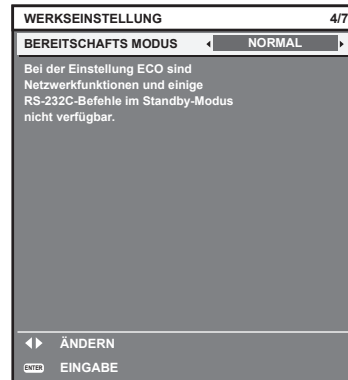 WERKSEINSTELLUNG 4/7
BEREITSCHAFTS MODUS NORMAL
Bei der Einstellung ECO sind
Netzwerkfunktionen und einige
RS-232C-Befehle im Standby-Modus
nicht verfügbar.
ÄNDERN
ENTER EINGABE